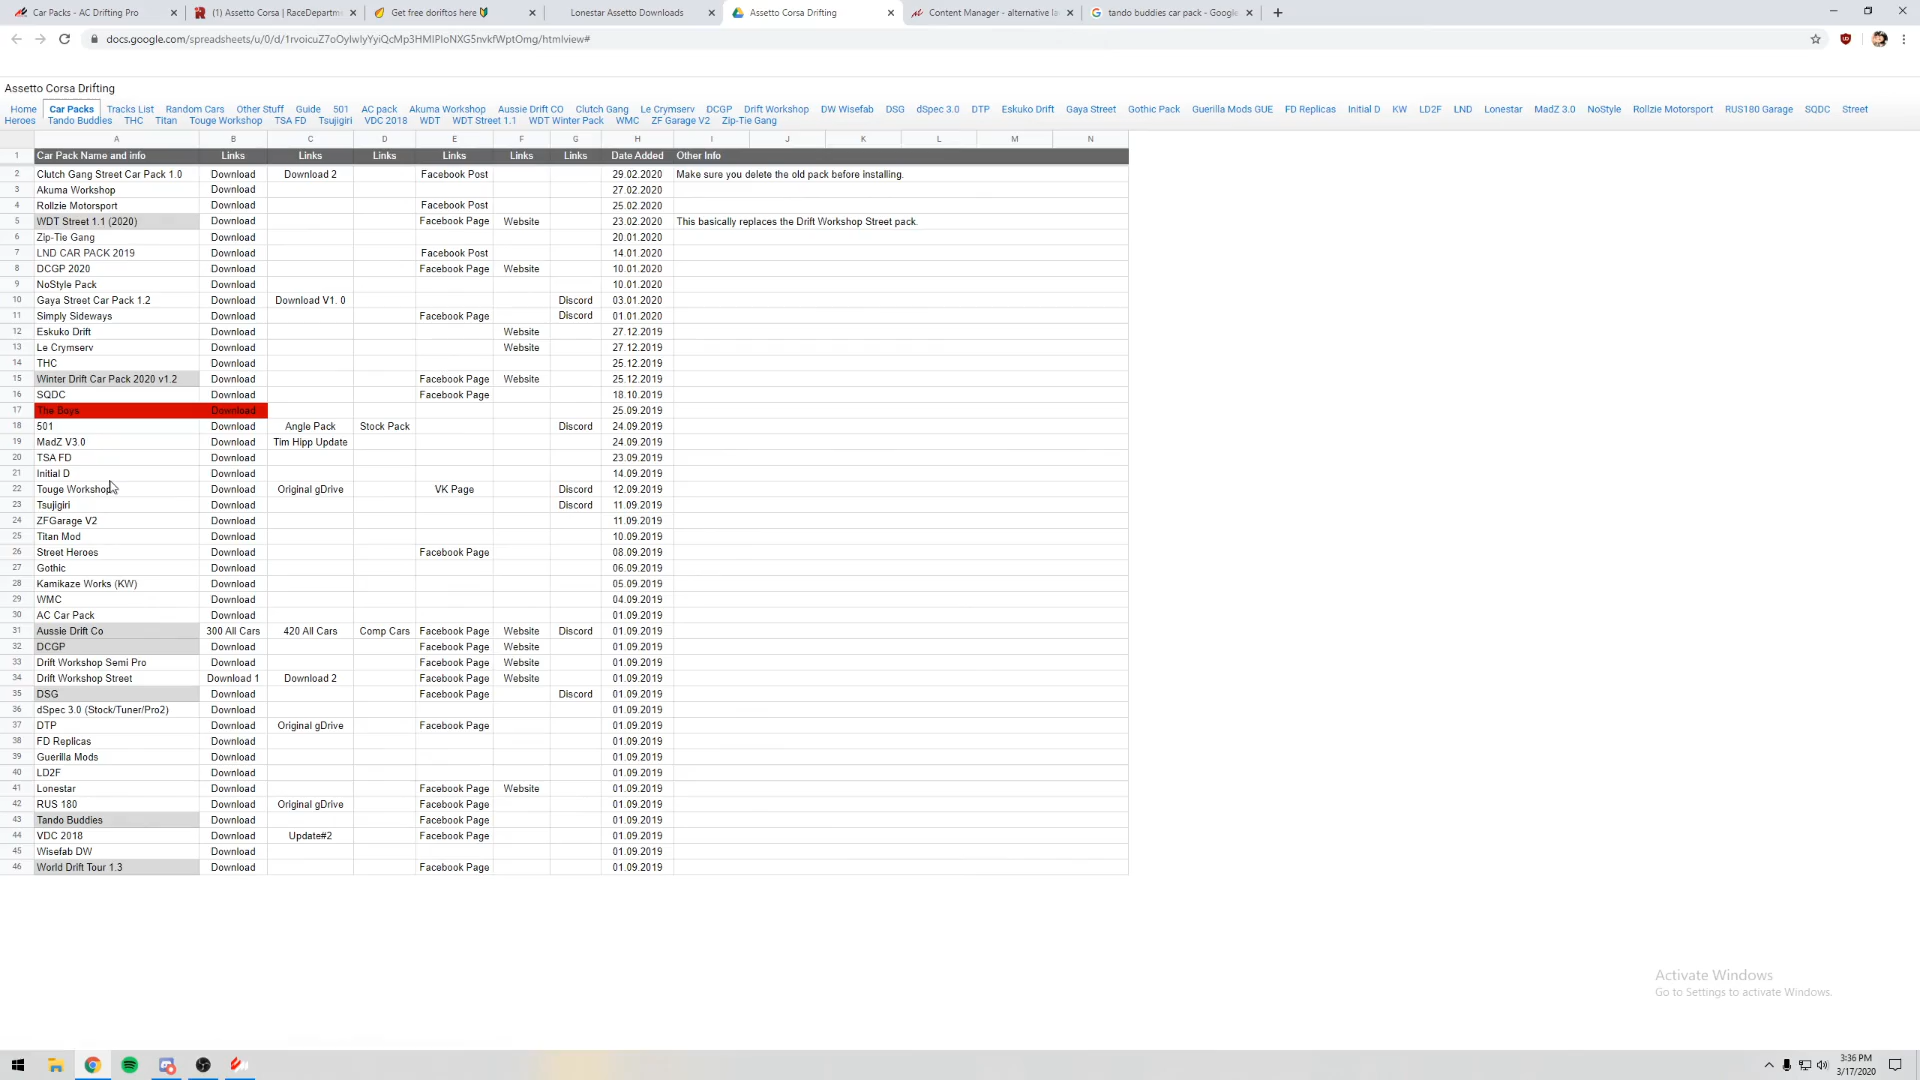 Car Packs - AC Drifting Pro
(1) Assetto Corsa | RaceDepartm
Get free doriftos here
Lonestar Assetto Downloads
Assetto Corsa Drifting
Content Manager - alternative la
tando buddies car pack - Google
docs.google.com/spreadsheets/u/0/d/1rvoicuZ7oOylwlyYyiQcMp3HMIPIoNXG5nvkfWptOmg/htmlview#
Assetto Corsa Drifting
Home Car Packs Tracks List Random Cars Other Stuff Guide 501 AC pack Akuma Workshop Aussie Drift CO Clutch Gang Le Crymserv DCGP Drift Workshop DW Wisefab DSG dSpec 3.0 DTP Eskuko Drift Gaya Street Gothic Pack Guerilla Mods GUE FD Replicas Initial D KW LD2F LND Lonestar MadZ 3.0 NoStyle Rollzie Motorsport RUS180 Garage SQDC Street
Heroes Tando Buddies THC Titan Touge Workshop TSA FD Tsujigiri VDC 2018 WDT WDT Street 1.1 WDT Winter Pack WMC ZF Garage V2 Zip-Tie Gang
A B C D E F G H I J K L M N
1 Car Pack Name and info Links Links Links Links Links Links Date Added Other Info
2 Clutch Gang Street Car Pack 1.0 Download Download 2 Facebook Post 29.02.2020 Make sure you delete the old pack before installing.
3 Akuma Workshop Download 27 02.2020
4 Rollzie Motorsport Facebook Post 25.02.2020
5 WDT Street 1.1 (2020) Download Facebook Page Website 23.02.2020 This basically replaces the Drift Workshop Street pack.
6 Zip-Tie Gang Download 20.01.2020
7 LND CAR PACK 2019 Download Facebook Post 14.01.2020
8 DCGP 2020 Download Facebook Page Website 10.01.2020
9 NoStyle Pack Download 10.01.2020
10 Gaya Street Car Pack 1.2 Download Download V1. 0 Discord 03.01.2020
11 Simply Sideways Download Facebook Page Discord 01.01.2020
12 Eskuko Drift Download Website 27.12.2019
13 Le Crymserv Download Website 27.12.2019
14 THC Download 25.12.2019
15 Winter Drift Car Pack 2020 v1.2 Download Facebook Page Website 25.12.2019
16 SQDC Download Facebook Page 18.10.2019
17 The Boys Download 25.09.2019
18 501 Download Angle Pack Stock Pack Discord 24.09.2019
19 MadZ V3.0 Download Tim Hipp Update 24.09.2019
20 TSA FD Download 23.09.2019
21 Initial D Download 14.09.2019
22 Touge Workshop Download Original gDrive VK Page Discord 12.09.2019
23 Tsujigiri Download Discord 11.09.2019
24 ZFGarage V2 Download 11.09.2019
25 Titan Mod Download 10.09.2019
26 Street Heroes Download Facebook Page 08.09.2019
27 Gothic Download 06.09.2019
28 Kamikaze Works (KW) Download 05.09.2019
29 WMC Download 04.09.2019
30 AC Car Pack Download 01.09.2019
31 Aussie Drift Co 300 All Cars 420 All Cars Comp Cars Facebook Page Website Discord 01.09.2019
32 DCGP Download Facebook Page Website 01.09.2019
33 Drift Workshop Semi Pro Download Facebook Page Website 01.09.2019
34 Drift Workshop Street Download 1 Download 2 Facebook Page Website 01.09.2019
35 DSG Download Facebook Page Discord 01.09.2019
36 dSpec 3.0 (Stock/Tuner/Pro2) Download 01.09.2019
37 DTP Download Original gDrive Facebook Page 01.09.2019
38 FD Replicas Download 01.09.2019
39 Guerilla Mods Download 01.09.2019
40 LD2F Download 01.09.2019
41 Lonestar Download Facebook Page Website 01.09.2019
42 RUS 180 Download Original gDrive Facebook Page 01.09.2019
43 Tando Buddies Download Facebook Page 01.09.2019
44 VDC 2018 Download Update#2 Facebook Page 01.09.2019
45 Wisefab DW Download 01.09.2019
46 World Drift Tour 1.3 Download Facebook Page 01.09.2019
Activate Windows
Go to Settings to activate Windows.
3:36 PM
3/17/2020